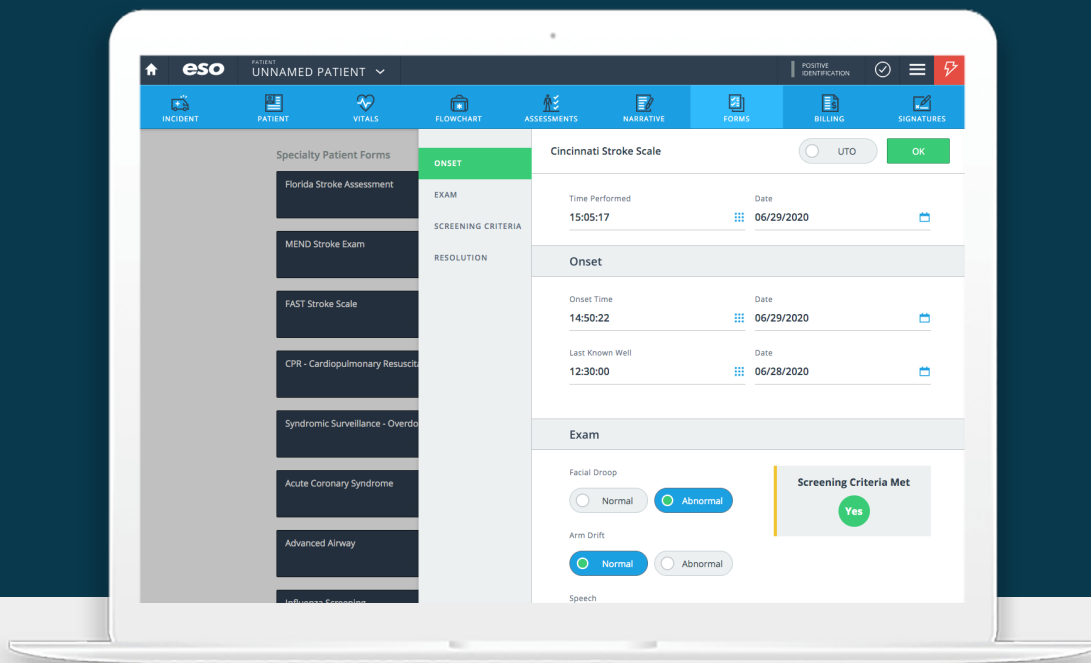 eso
PATIENT
UNNAMED PATIENT
POSITIVE
IDENTIFICATION
INCIDENT
PATIENT
VITALS
FLOWCHART
ASSESSMENTS
NARRATIVE
FORMS
BILLING
SIGNATURES
Specialty Patient Forms
Florida Stroke Assessment
MEND Stroke Exam
FAST Stroke Scale
CPR - Cardiopulmonary Resuscita
Syndromic Surveillance - Overdo
Acute Coronary Syndrome
Advanced Airway
Influenza Screening
ONSET
EXAM
SCREENING CRITERIA
RESOLUTION
Cincinnati Stroke Scale
UTO
OK
Time Performed
Date
15:05:17
06/29/2020
Onset
Onset Time
Date
14:50:22
06/29/2020
Last Known Well
Date
12:30:00
06/28/2020
Exam
Facial Droop
Normal
Abnormal
Screening Criteria Met
Yes
Arm Drift
Normal
Abnormal
Speech